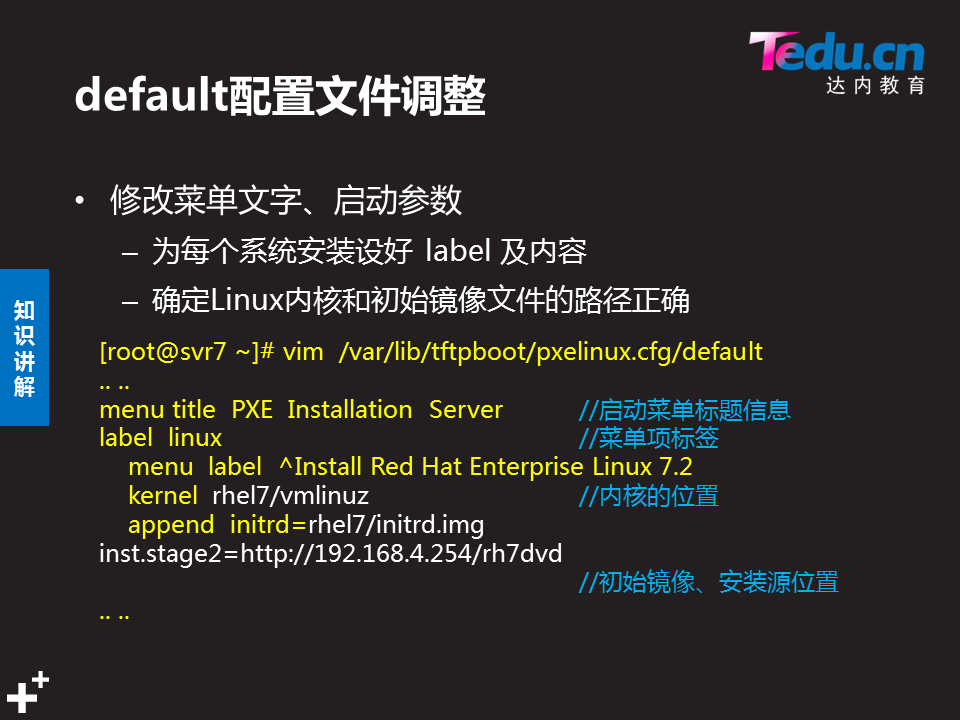 Tedu.cn
达内教育
default配置文件调整
• 修改菜单文字、启动参数
– 为每个系统安装设好 label 及内容
– 确定Linux内核和初始镜像文件的路径正确
知识讲解
[root@svr7 ~]# vim /var/lib/tftpboot/pxelinux.cfg/default
.. ..
menu title PXE Installation Server //启动菜单标题信息
label linux //菜单项标签
menu label ^Install Red Hat Enterprise Linux 7.2
kernel rhel7/vmlinuz //内核的位置
append initrd=rhel7/initrd.img
inst.stage2=http://192.168.4.254/rh7dvd
//初始镜像、安装源位置
.. ..